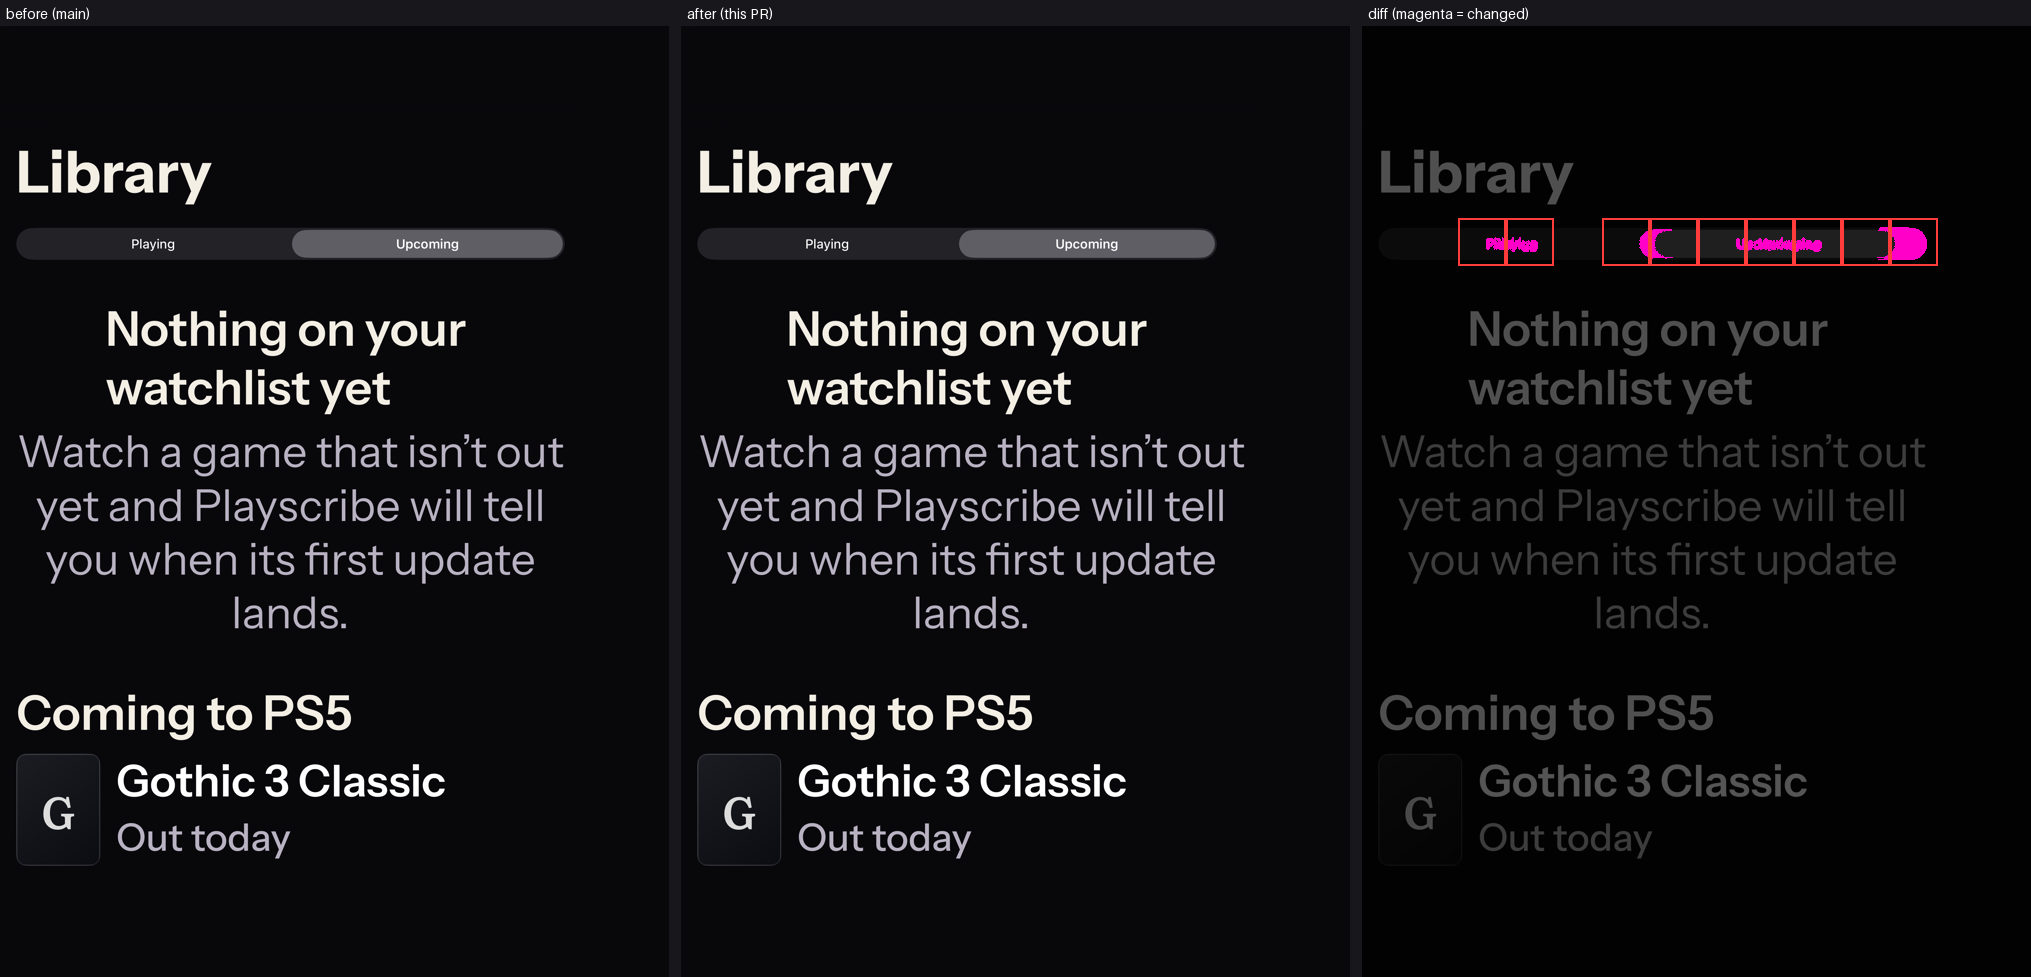 before (main)
Library
Playing Upcoming
Nothing on your
watchlist yet
Watch a game that isn’t out
yet and Playscribe will tell
you when its first update
lands.
Coming to PS5
G
Gothic 3 Classic
Out today
after (this PR)
Library
Playing Upcoming
Nothing on your
watchlist yet
Watch a game that isn’t out
yet and Playscribe will tell
you when its first update
lands.
Coming to PS5
G
Gothic 3 Classic
Out today
diff (magenta = changed)
Library
Nothing on your
watchlist yet
Watch a game that isn’t out
yet and Playscribe will tell
you when its first update
lands.
Coming to PS5
G
Gothic 3 Classic
Out today